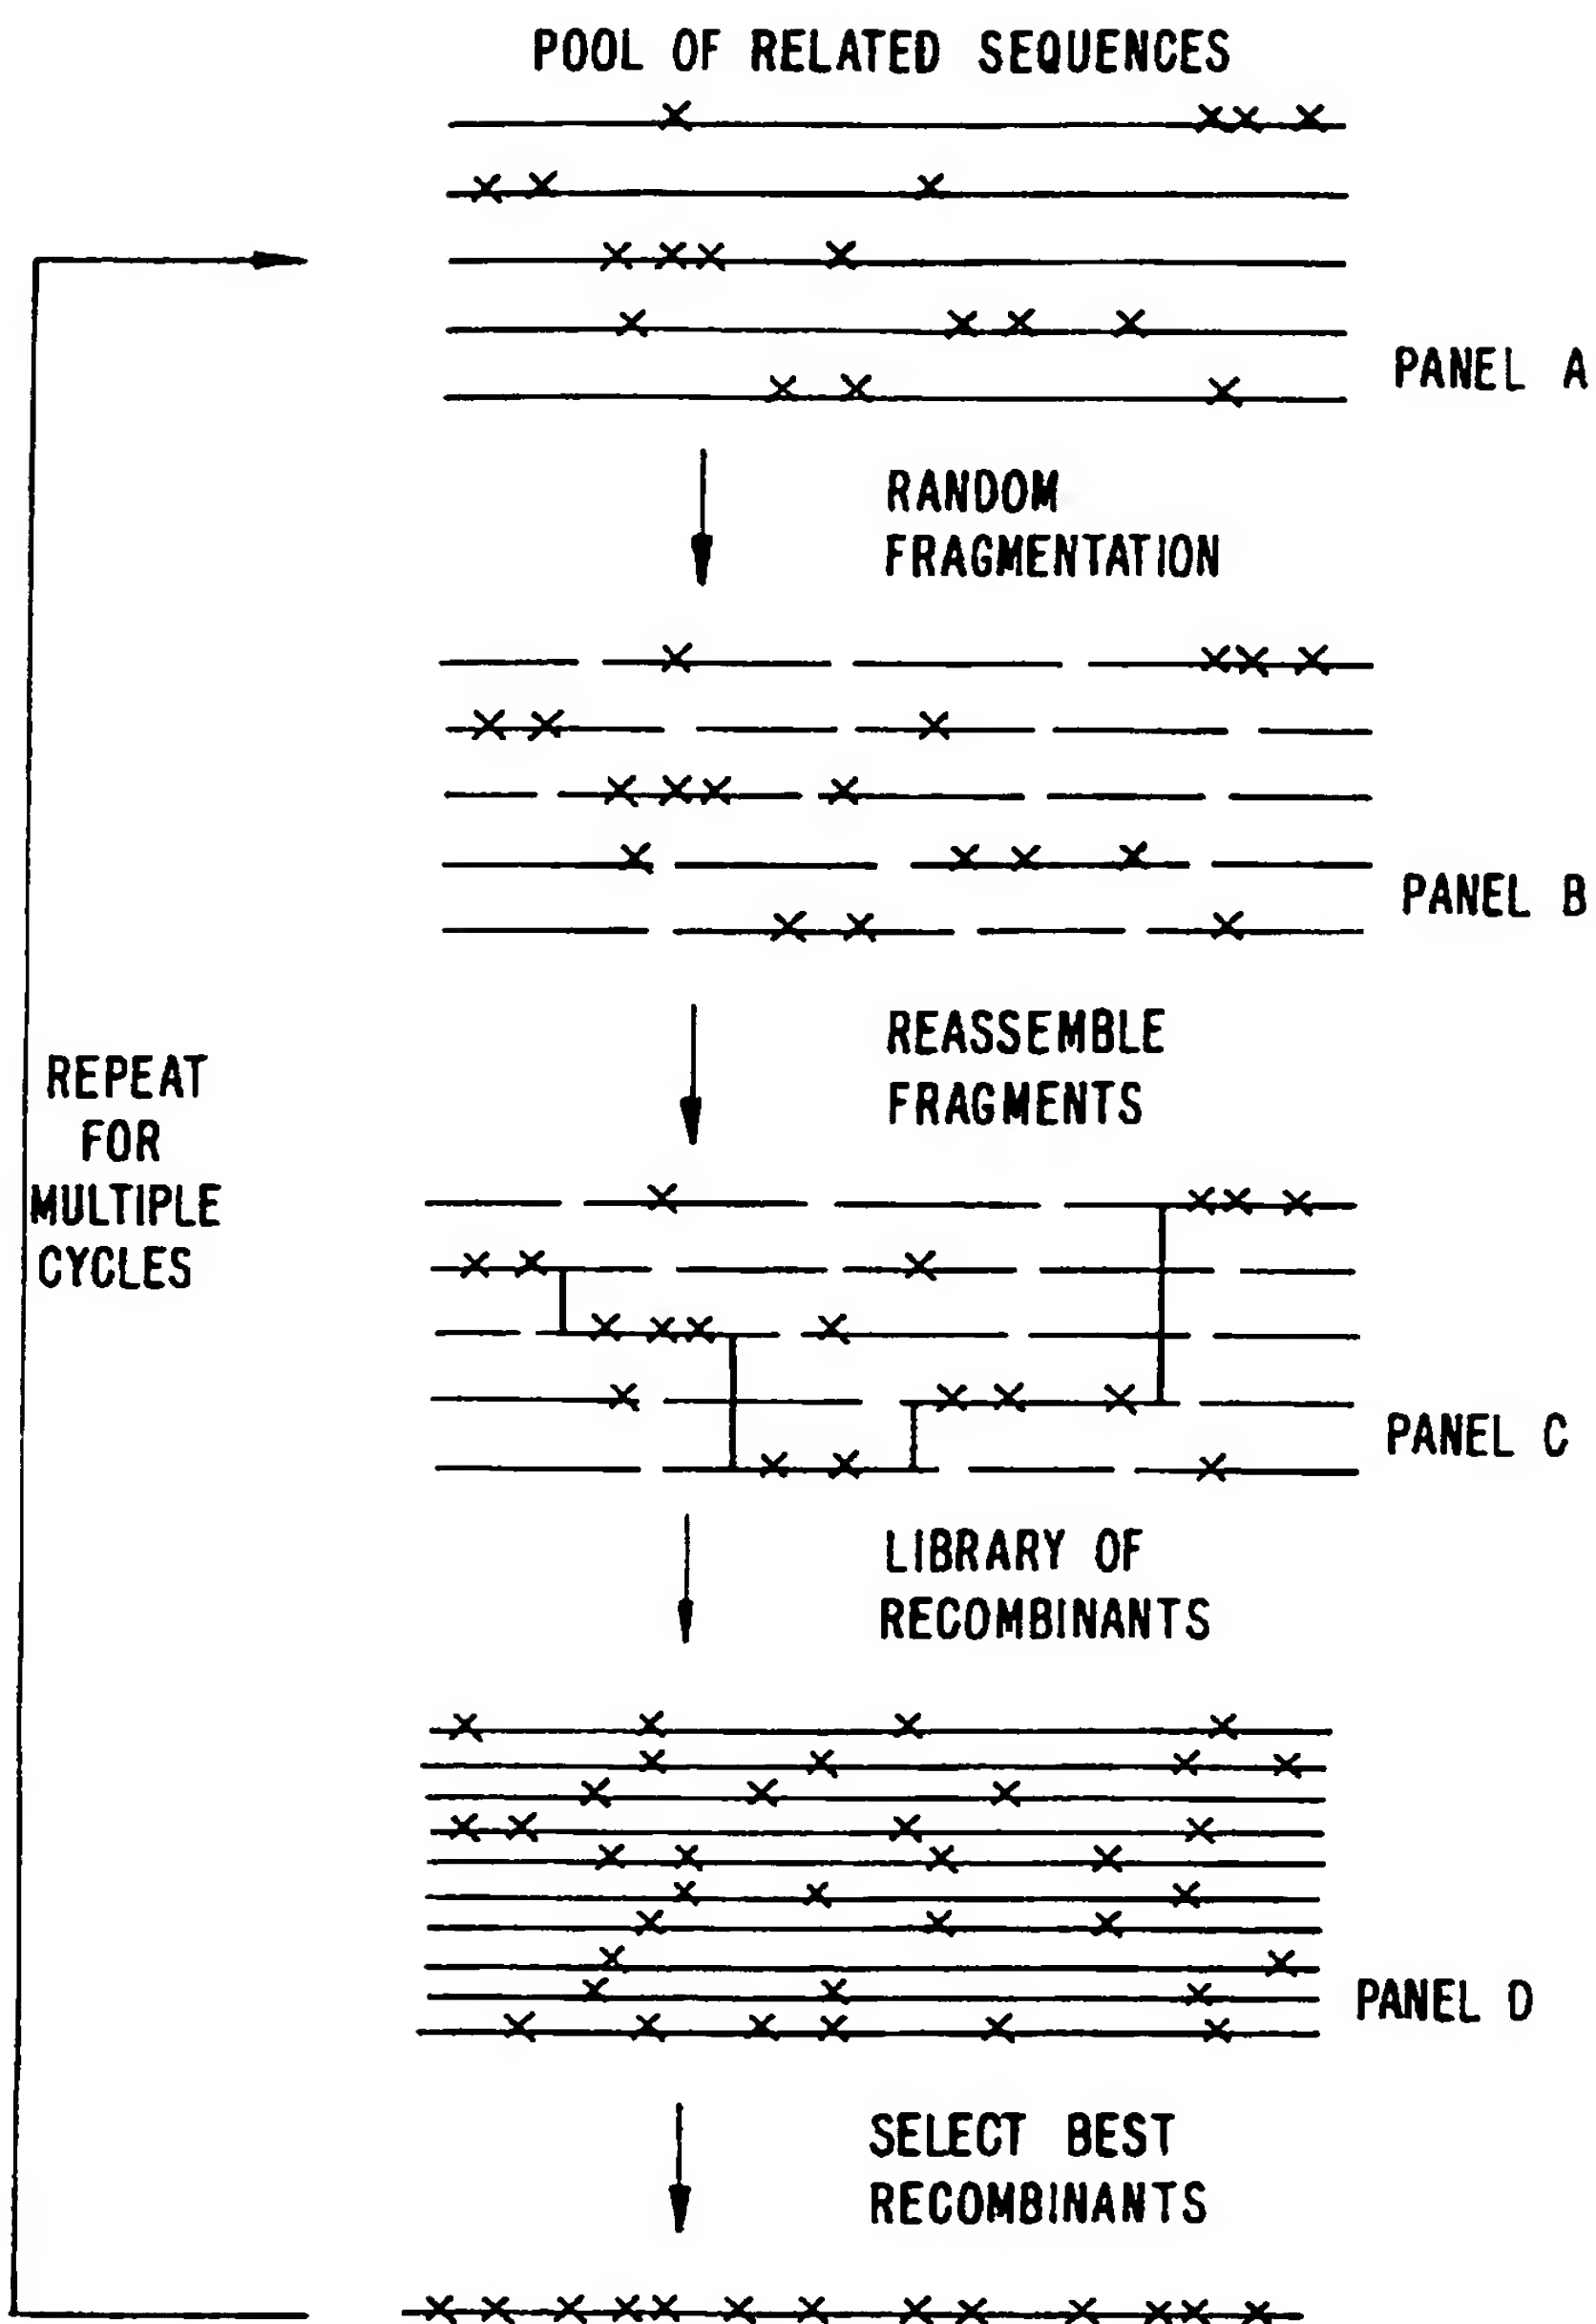 POOL OF RELATED SEQUENCES
PANEL A
RANDOM
FRAGMENTATION
PANEL B
REASSEMBLE
FRAGMENTS
REPEAT
FOR
MULTIPLE
CYCLES
PANEL C
LIBRARY OF
RECOMBINANTS
PANEL D
SELECT BEST
RECOMBINANTS